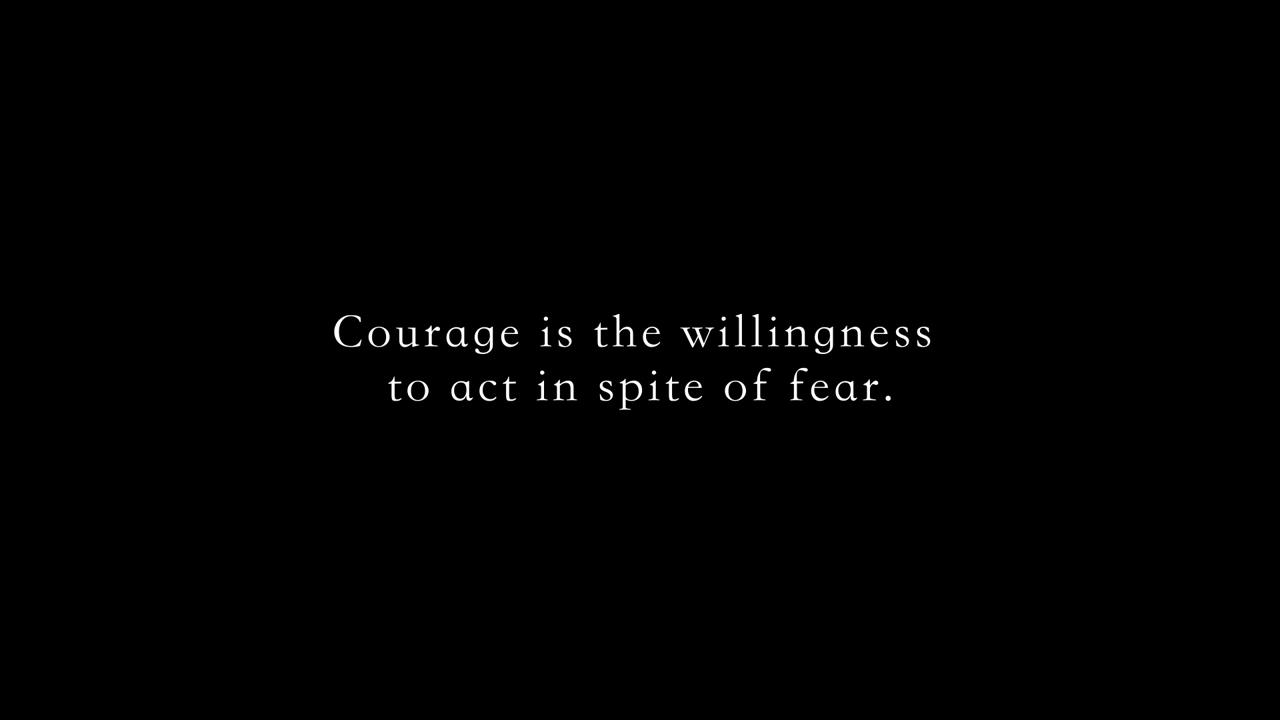 Courage is the willingness
to act in spite of fear.